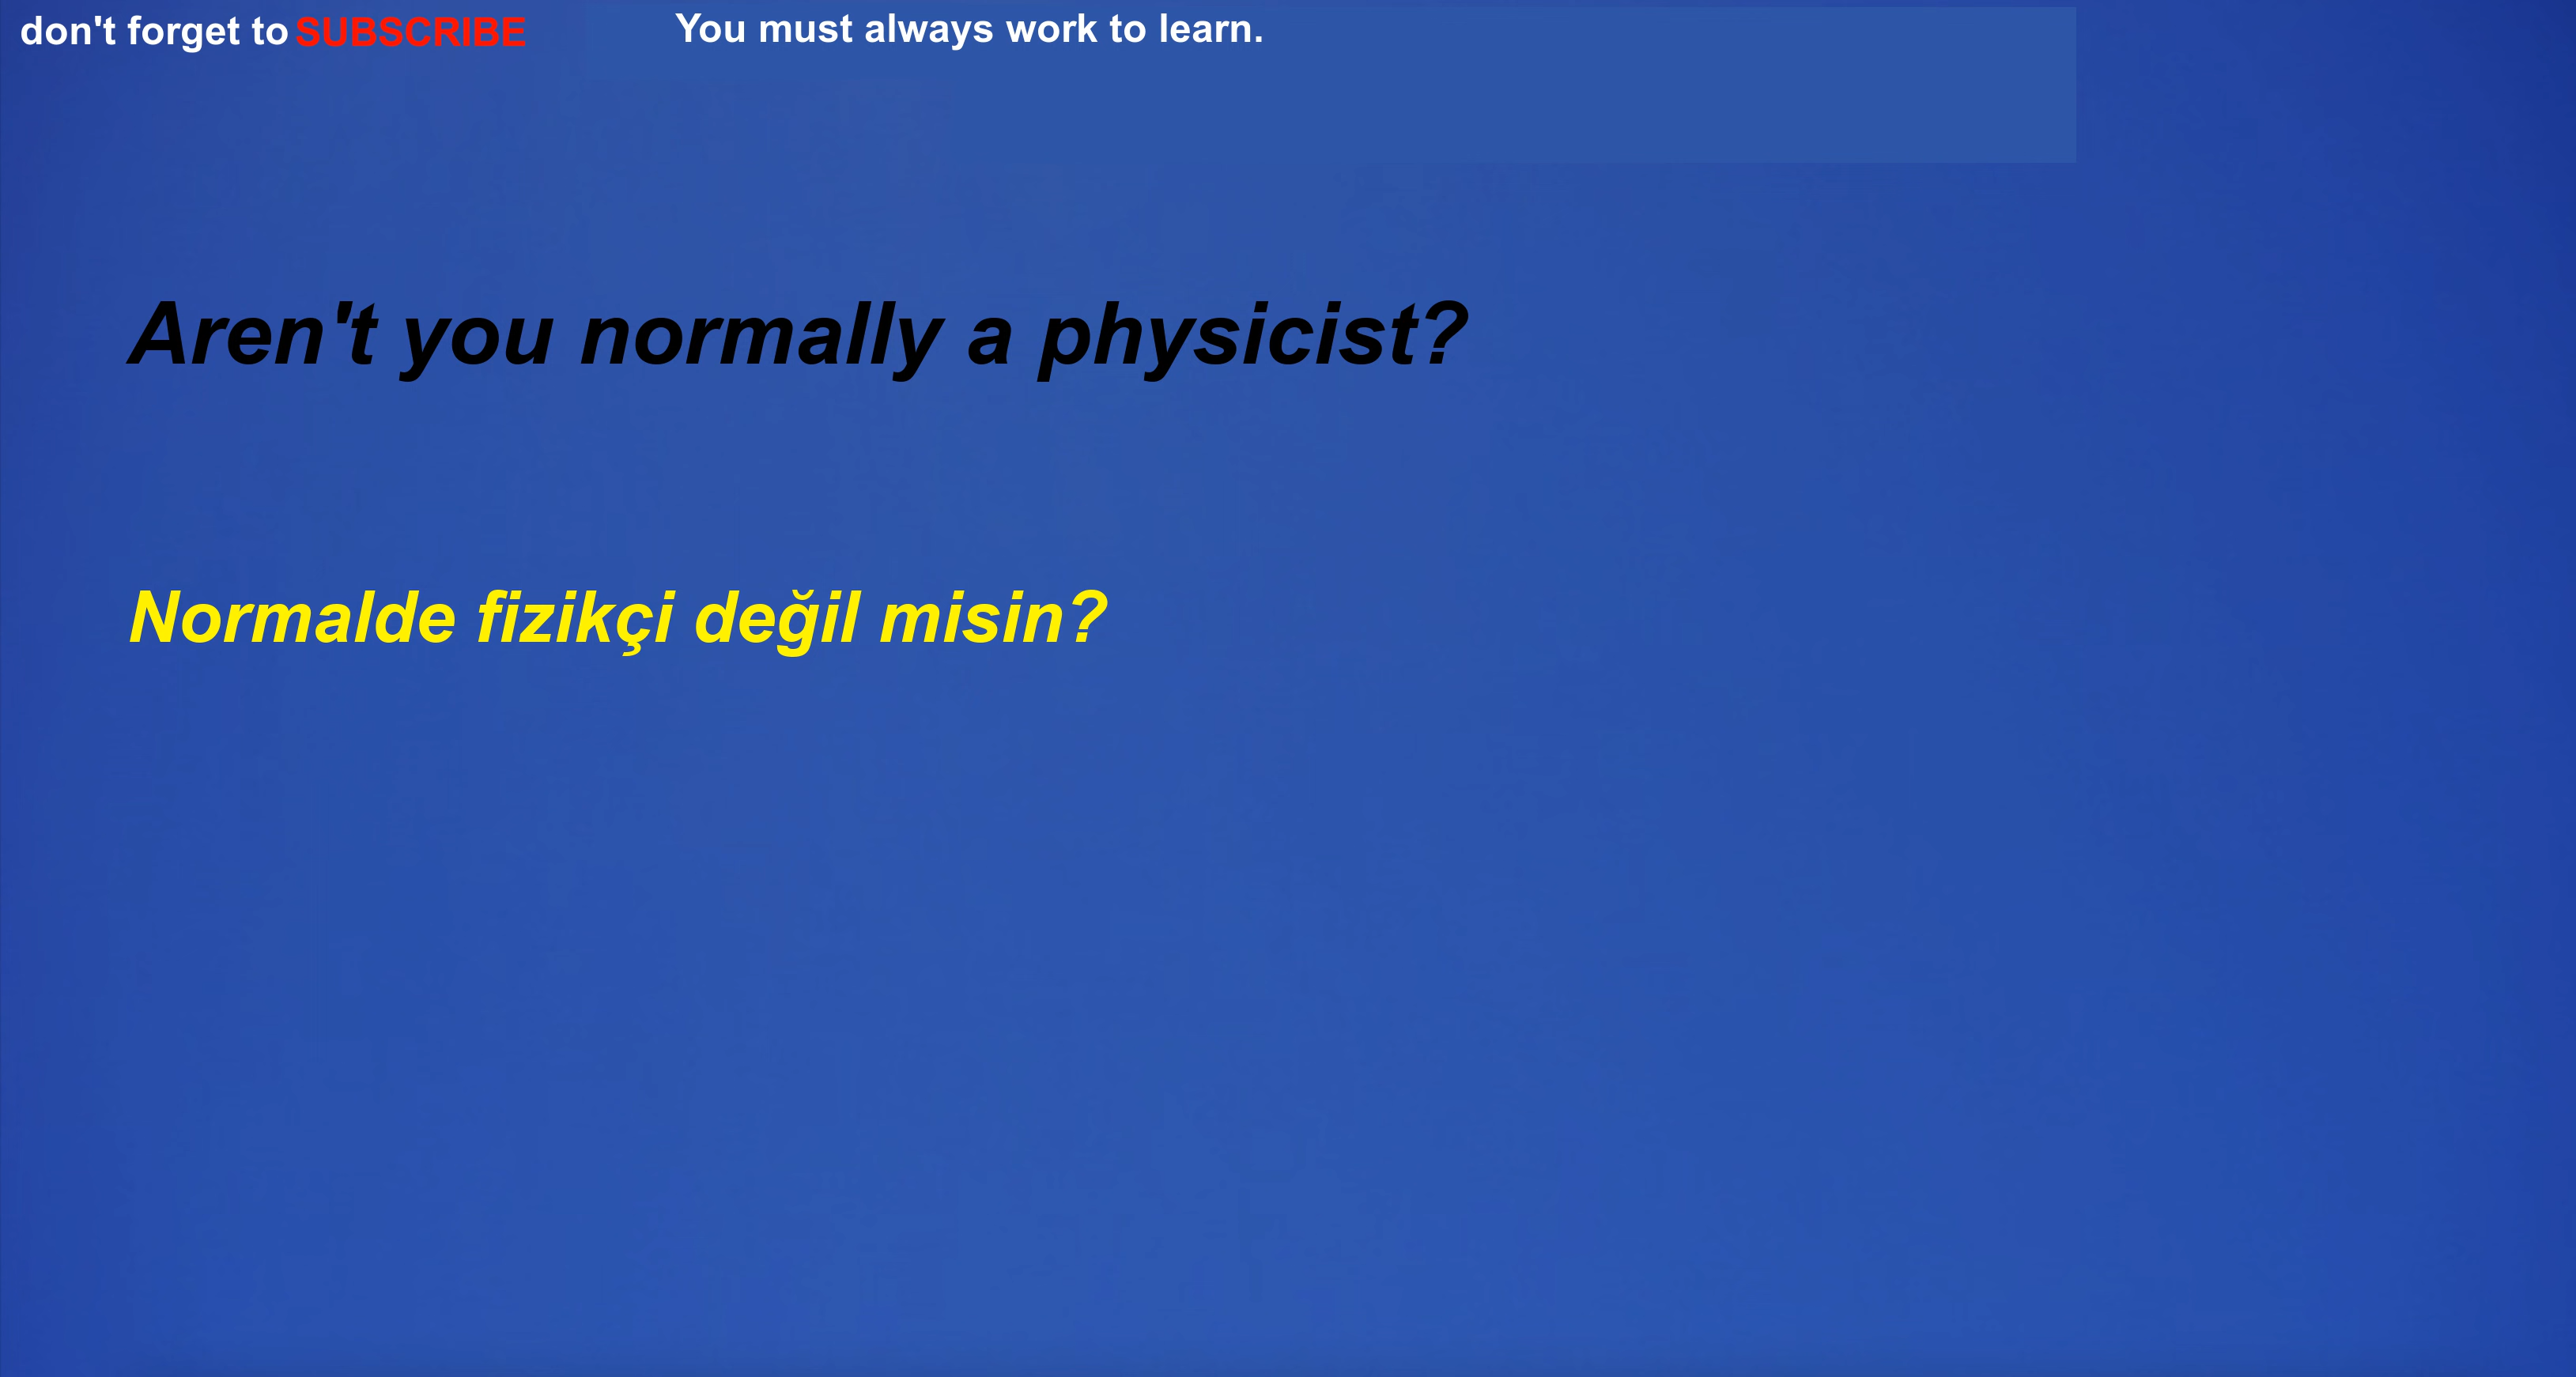 don't forget to SUBSCRIBE
You must always work to learn.
Aren't you normally a physicist?
Normalde fizikçi değil misin?